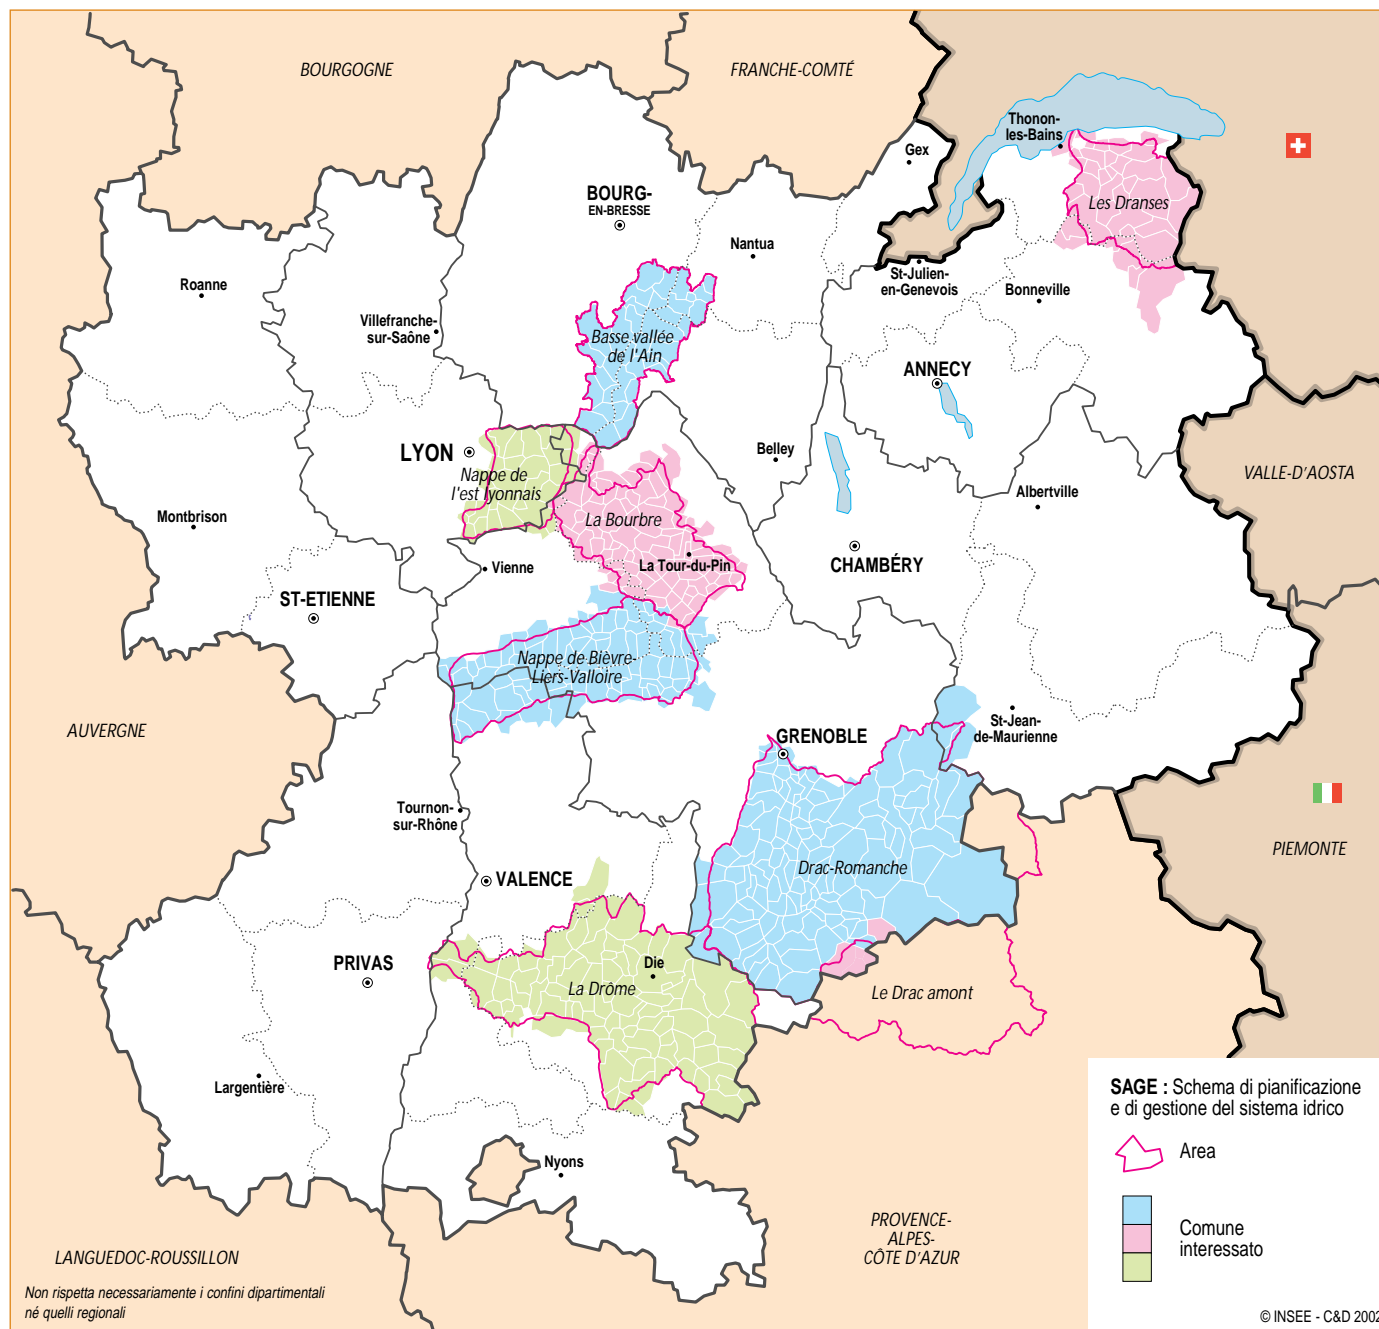 BOURGOGNE
FRANCHE-COMTÉ
Thonon-
les-Bains
Gex
BOURG-
EN-BRESSE
Les Dranses
Nantua
Roanne
St-Julien-
en-Genevois
Bonneville
Villefranche-
sur-Saône
Basse vallée
de l'Ain
ANNECY
LYON
Belley
VALLE-D'AOSTA
Nappe de
l'est lyonnais
Albertville
Montbrison
La Bourbre
Vienne
La Tour-du-Pin
CHAMBÉRY
ST-ETIENNE
Nappe de Bièvre-
Liers-Valloire
AUVERGNE
St-Jean-
de-Maurienne
GRENOBLE
Tournon-
sur-Rhône
PIEMONTE
Drac-Romanche
VALENCE
PRIVAS
Die
La Drôme
Le Drac amont
Largentière
SAGE : Schema di pianificazione
e di gestione del sistema idrico
Area
Nyons
Comune
interessato
PROVENCE-
ALPES-
CÔTE D'AZUR
LANGUEDOC-ROUSSILLON
Non rispetta necessariamente i confini dipartimentali
né quelli regionali
© INSEE - C&D 2002